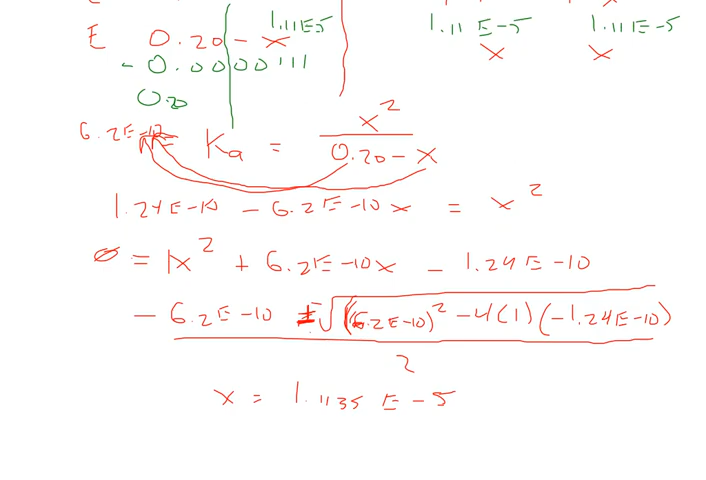 1.11E-5 1.11 E-5 1.11 E-5
E 0.20 - x x x
- 0.0000111
0.20
6.2E-10 Ka = x² / 0.20 - x
1.24E-10 - 6.2E-10x = x²
0 = 1x² + 6.2E-10x - 1.24E-10
- 6.2E-10 ± √((6.2E-10)² - 4(1)(-1.24E-10)
2
x = 1.1135 E-5